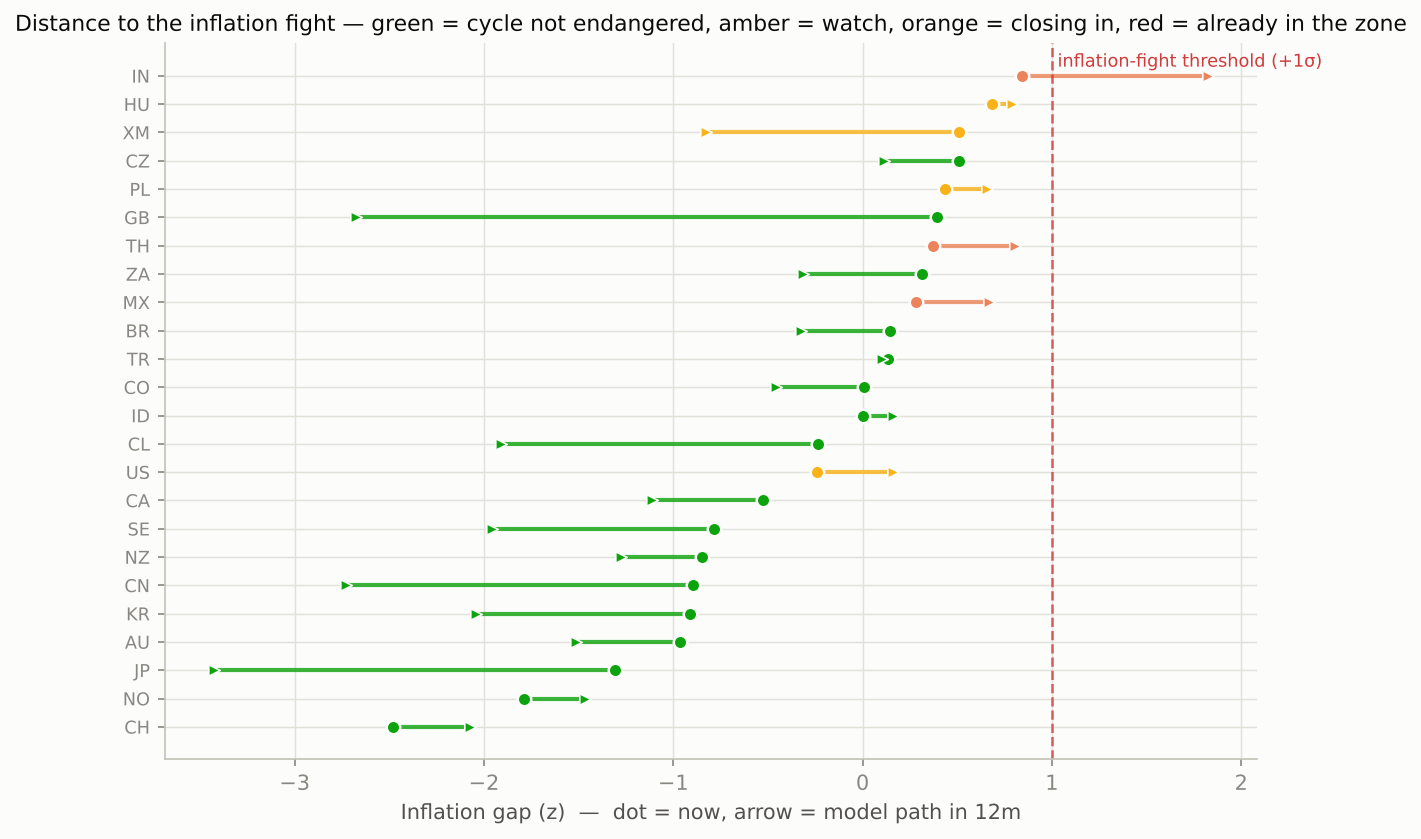 Distance to the inflation fight — green = cycle not endangered, amber = watch, orange = closing in, red = already in the zone
inflation-fight threshold (+1σ)
IN
HU
XM
CZ
PL
GB
TH
ZA
MX
BR
TR
CO
ID
CL
US
CA
SE
NZ
CN
KR
AU
JP
NO
CH
−3 −2 −1 0 1 2
Inflation gap (z) — dot = now, arrow = model path in 12m